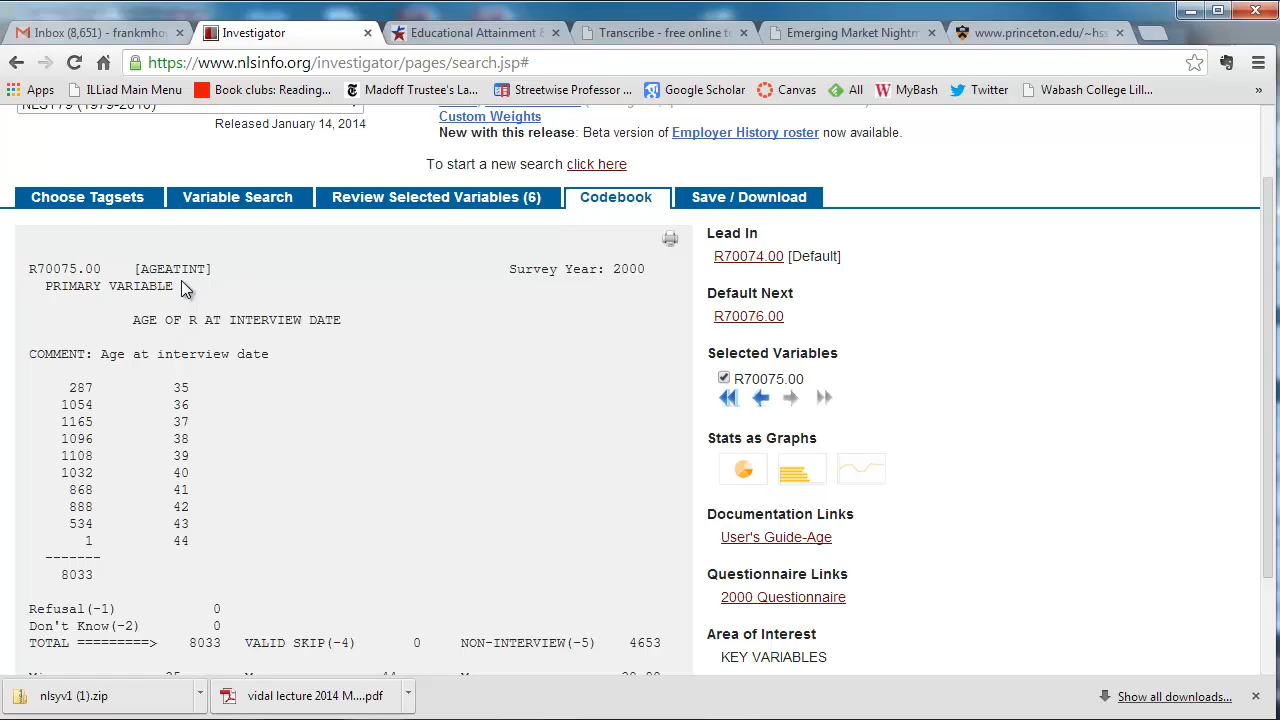 Inbox (8,651) - frankmho
Investigator
Educational Attainment &
Transcribe - free online to
Emerging Market Nightm
www.princeton.edu/~hss
https://www.nlsinfo.org/investigator/pages/search.jsp#
Apps
ILLiad Main Menu
Book clubs: Reading...
Madoff Trustee's La...
Streetwise Professor ...
Google Scholar
Canvas
All
MyBash
Twitter
Wabash College Lill...
»
Released January 14, 2014
Custom Weights
New with this release: Beta version of Employer History roster now available.
To start a new search click here
Choose Tagsets
Variable Search
Review Selected Variables (6)
Codebook
Save / Download
R70075.00 [AGEATINT] Survey Year: 2000
PRIMARY VARIABLE
AGE OF R AT INTERVIEW DATE
COMMENT: Age at interview date
287 35
1054 36
1165 37
1096 38
1108 39
1032 40
868 41
888 42
534 43
1 44
-------
8033
Refusal(-1) 0
Don't Know(-2) 0
TOTAL =========> 8033 VALID SKIP(-4) 0 NON-INTERVIEW(-5) 4653
Lead In
R70074.00 [Default]
Default Next
R70076.00
Selected Variables
R70075.00
Stats as Graphs
Documentation Links
User's Guide-Age
Questionnaire Links
2000 Questionnaire
Area of Interest
KEY VARIABLES
nlsyv1 (1).zip
vidal lecture 2014 M....pdf
Show all downloads...